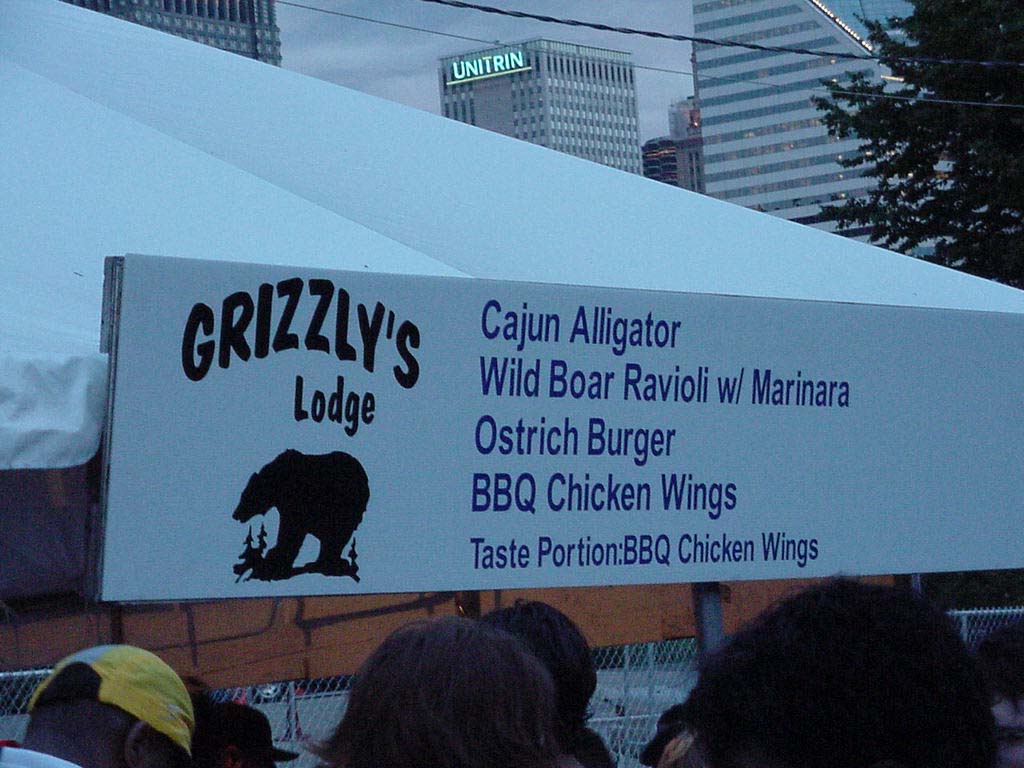 UNITRIN
GRIZZLY'S
Lodge
Cajun Alligator
Wild Boar Ravioli w/ Marinara
Ostrich Burger
BBQ Chicken Wings
Taste Portion:BBQ Chicken Wings